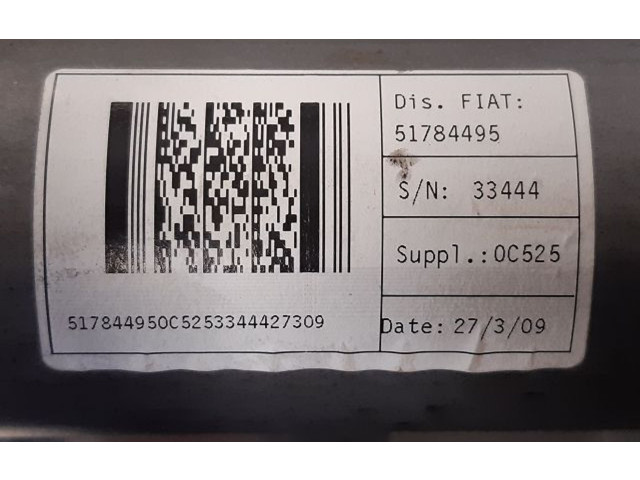 Dis. FIAT:
51784495
S/N: 33444
Suppl.:0C525
Date: 27/3/09
517844950C5253344427309